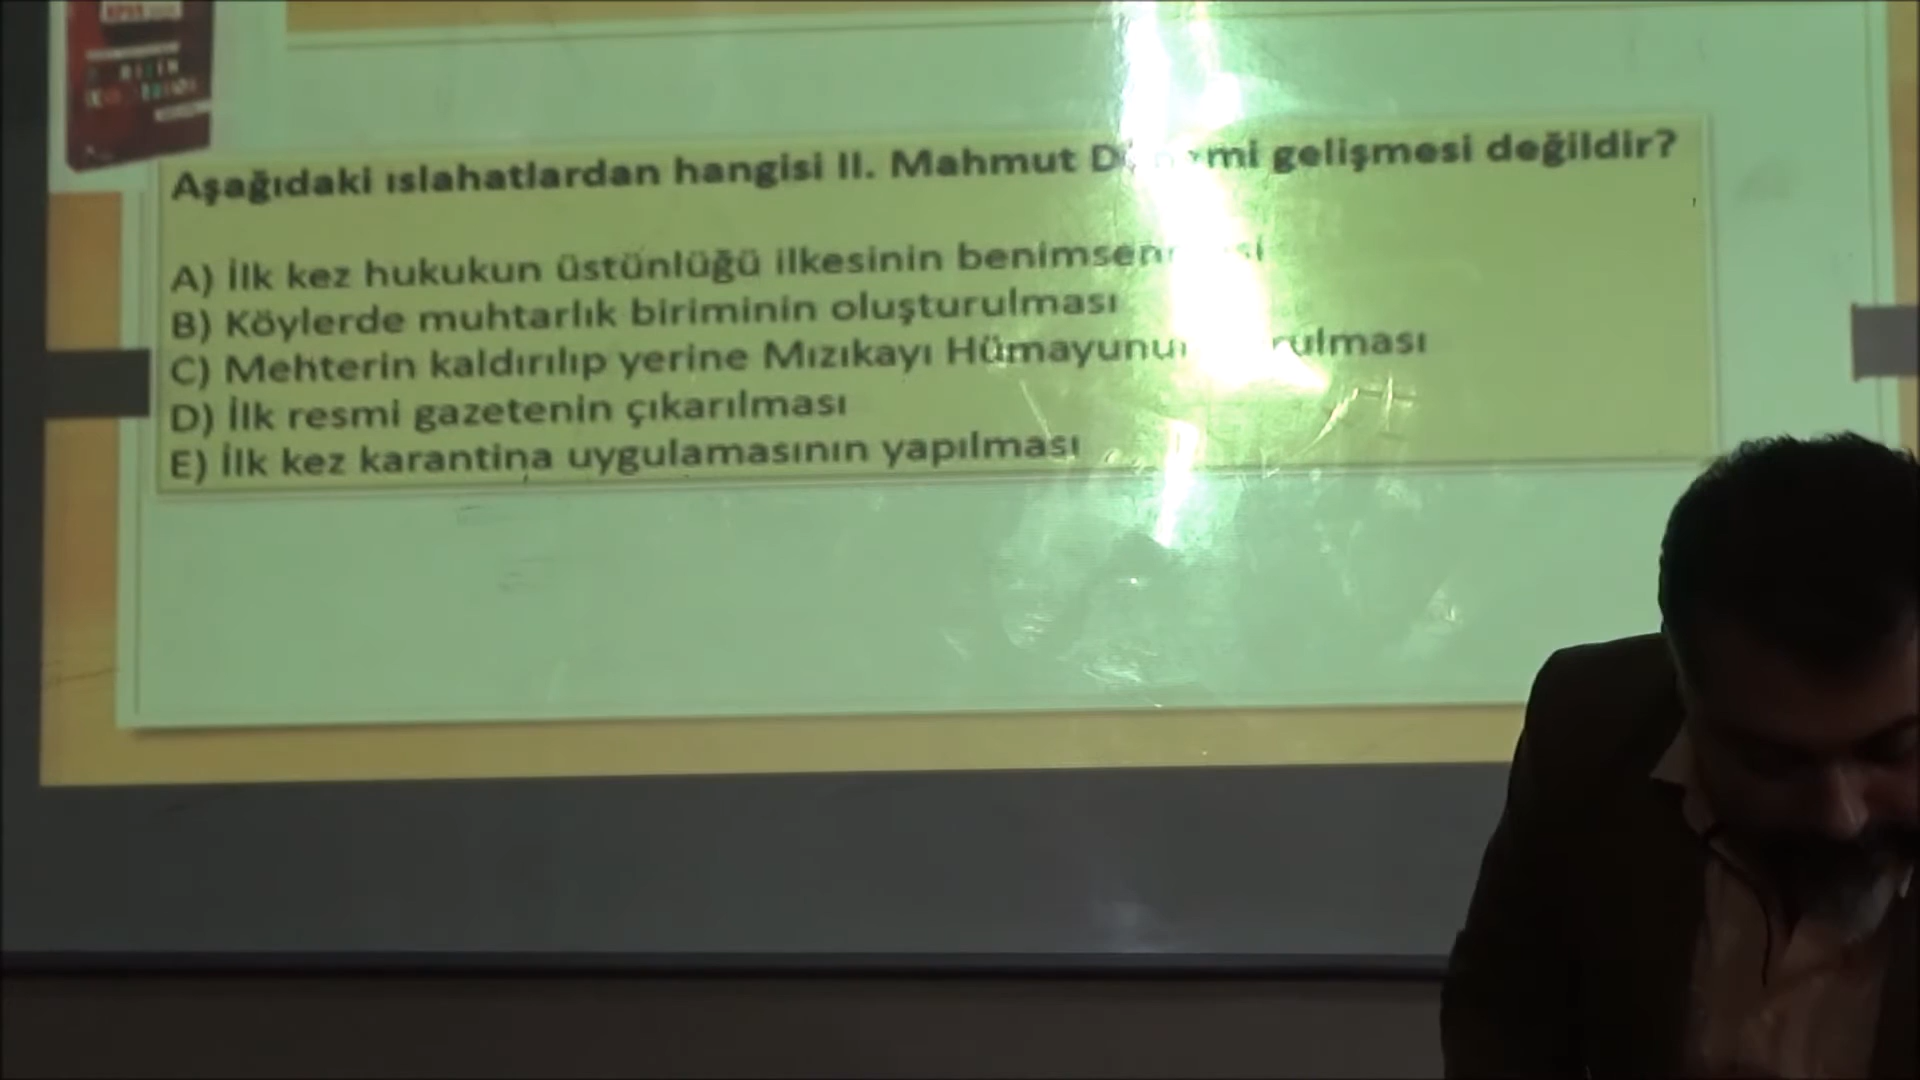 KPSS
Aşağıdaki ıslahatlardan hangisi II. Mahmut gelişmesi değildir?
A) İlk kez hukukun üstünlüğü ilkesinin
B) Köylerde muhtarlık biriminin oluşturulması
C) Mehterin kaldırılıp yerine Mızıkayı
D) İlk resmi gazetenin çıkarılması
E) İlk kez karantina uygulamasının yapılması